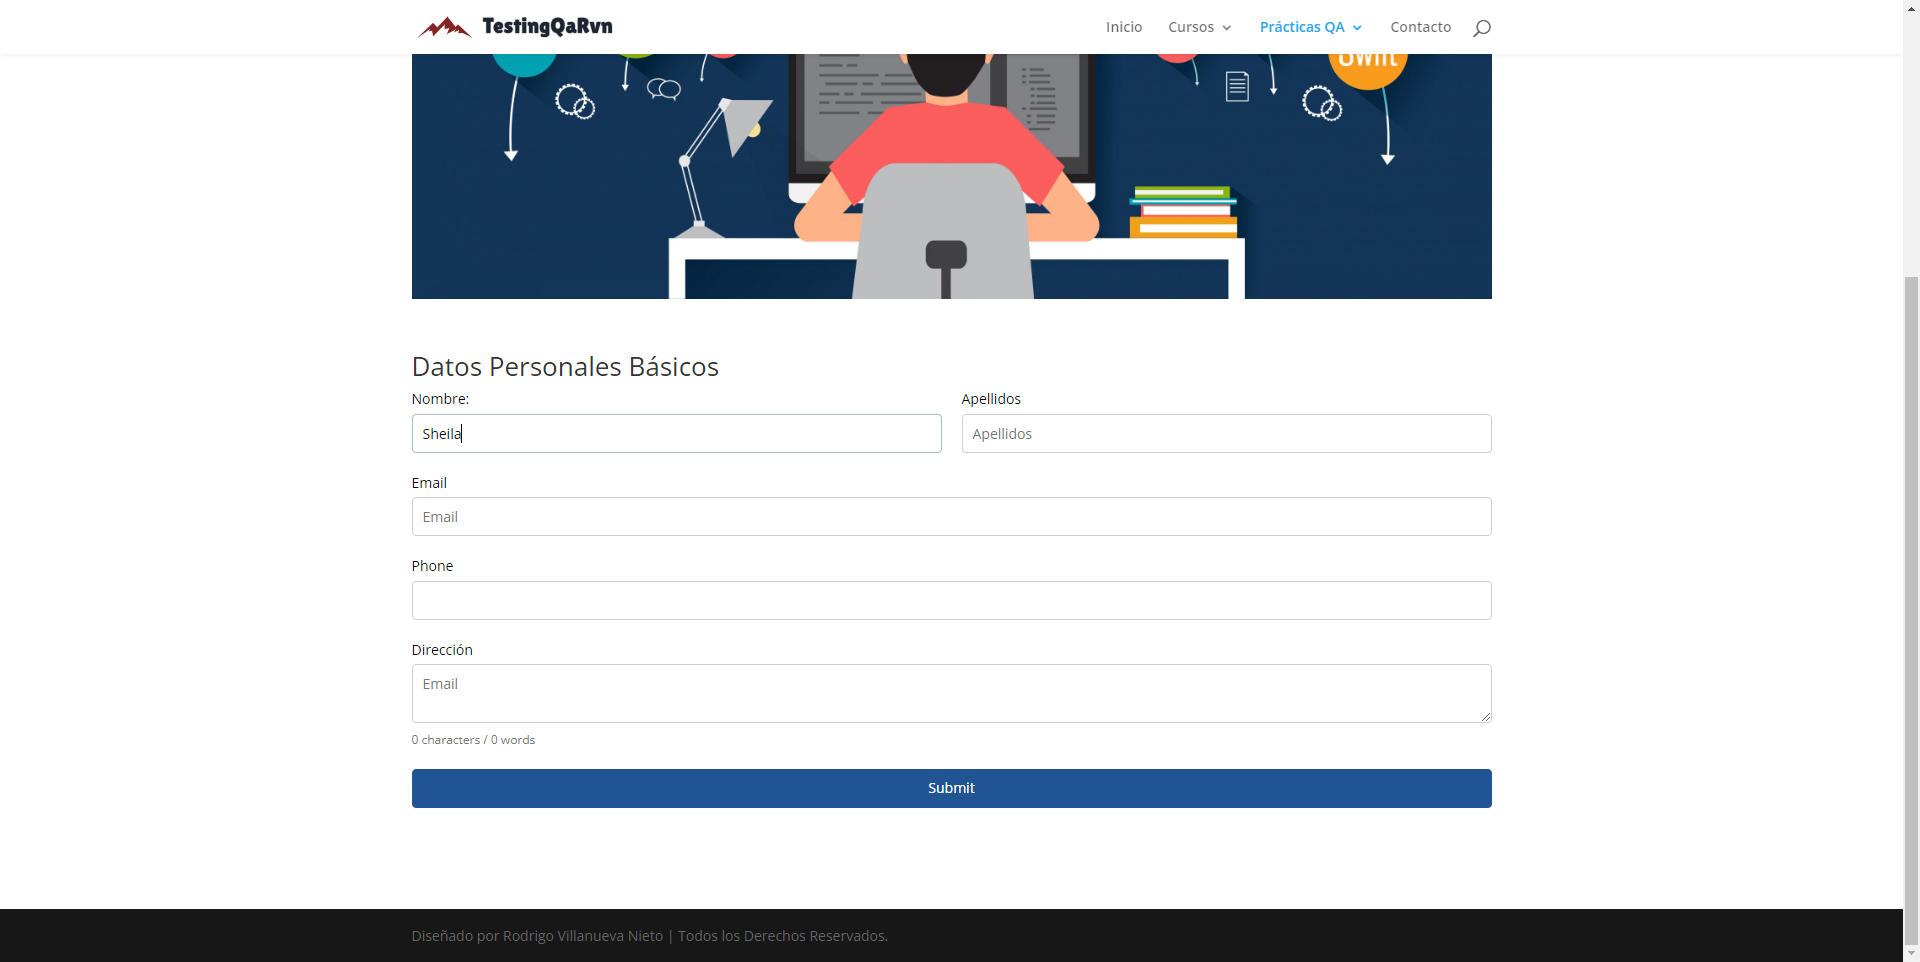 TestingQaRvn
Inicio Cursos Prácticas QA Contacto
Datos Personales Básicos
Nombre: Apellidos
Sheila Apellidos
Email
Email
Phone
Dirección
Email
0 characters / 0 words
Submit
Diseñado por Rodrigo Villanueva Nieto | Todos los Derechos Reservados.